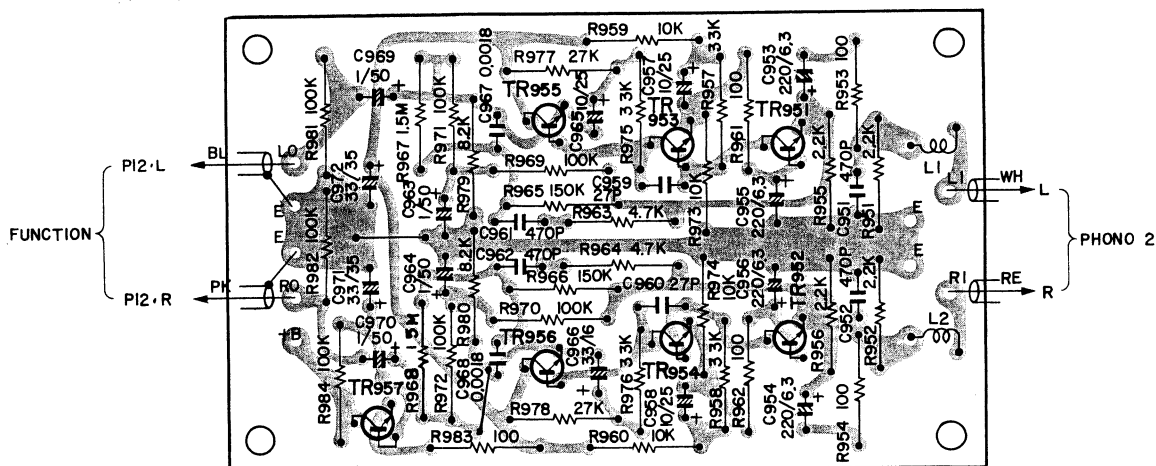 R959 10K
R977 27K
C969 1/50
C967 0,0018
TR955
C965 10/25
C957 10/25
R957 3.3K
C953 220/6,3
R953 100
R981 100K
R967 1.5M
R971 100K
8.2K
R979
R975 3.3K
TR 953
R961 100
TR951
2.2K
R955
470P
C951
2.2K
R951
L1
L1
BL
LO
P12·L
C972 33/35
C963 1/50
R969 100K
C959
27P
R965 150K
R963 4.7K
C961 470P
10K
R973
C955 220/6,3
WH
L
E
E
E
E
FUNCTION
PHONO 2
R982 100K
C971 33/35
C964 1/50
8.2K
R980
C962 470P
R964 4.7K
R966 150K
C960 27P
R974 10K
C956 220/6.3
TR952
2.2K
R956
470P
C952
2.2K
R952
PK
RO
P12·R
R1
RE
R
L2
+B
C970 1/50
R970 100K
TR956
C966 33/16
R984 100K
R968 1.5M
R972 100K
C968 0,0018
R976 3.3K
TR954
C958 10/25
R958 3.3K
R962 100
C954 220/6.3
R954 100
TR957
R978 27K
R983 100
R960 10K